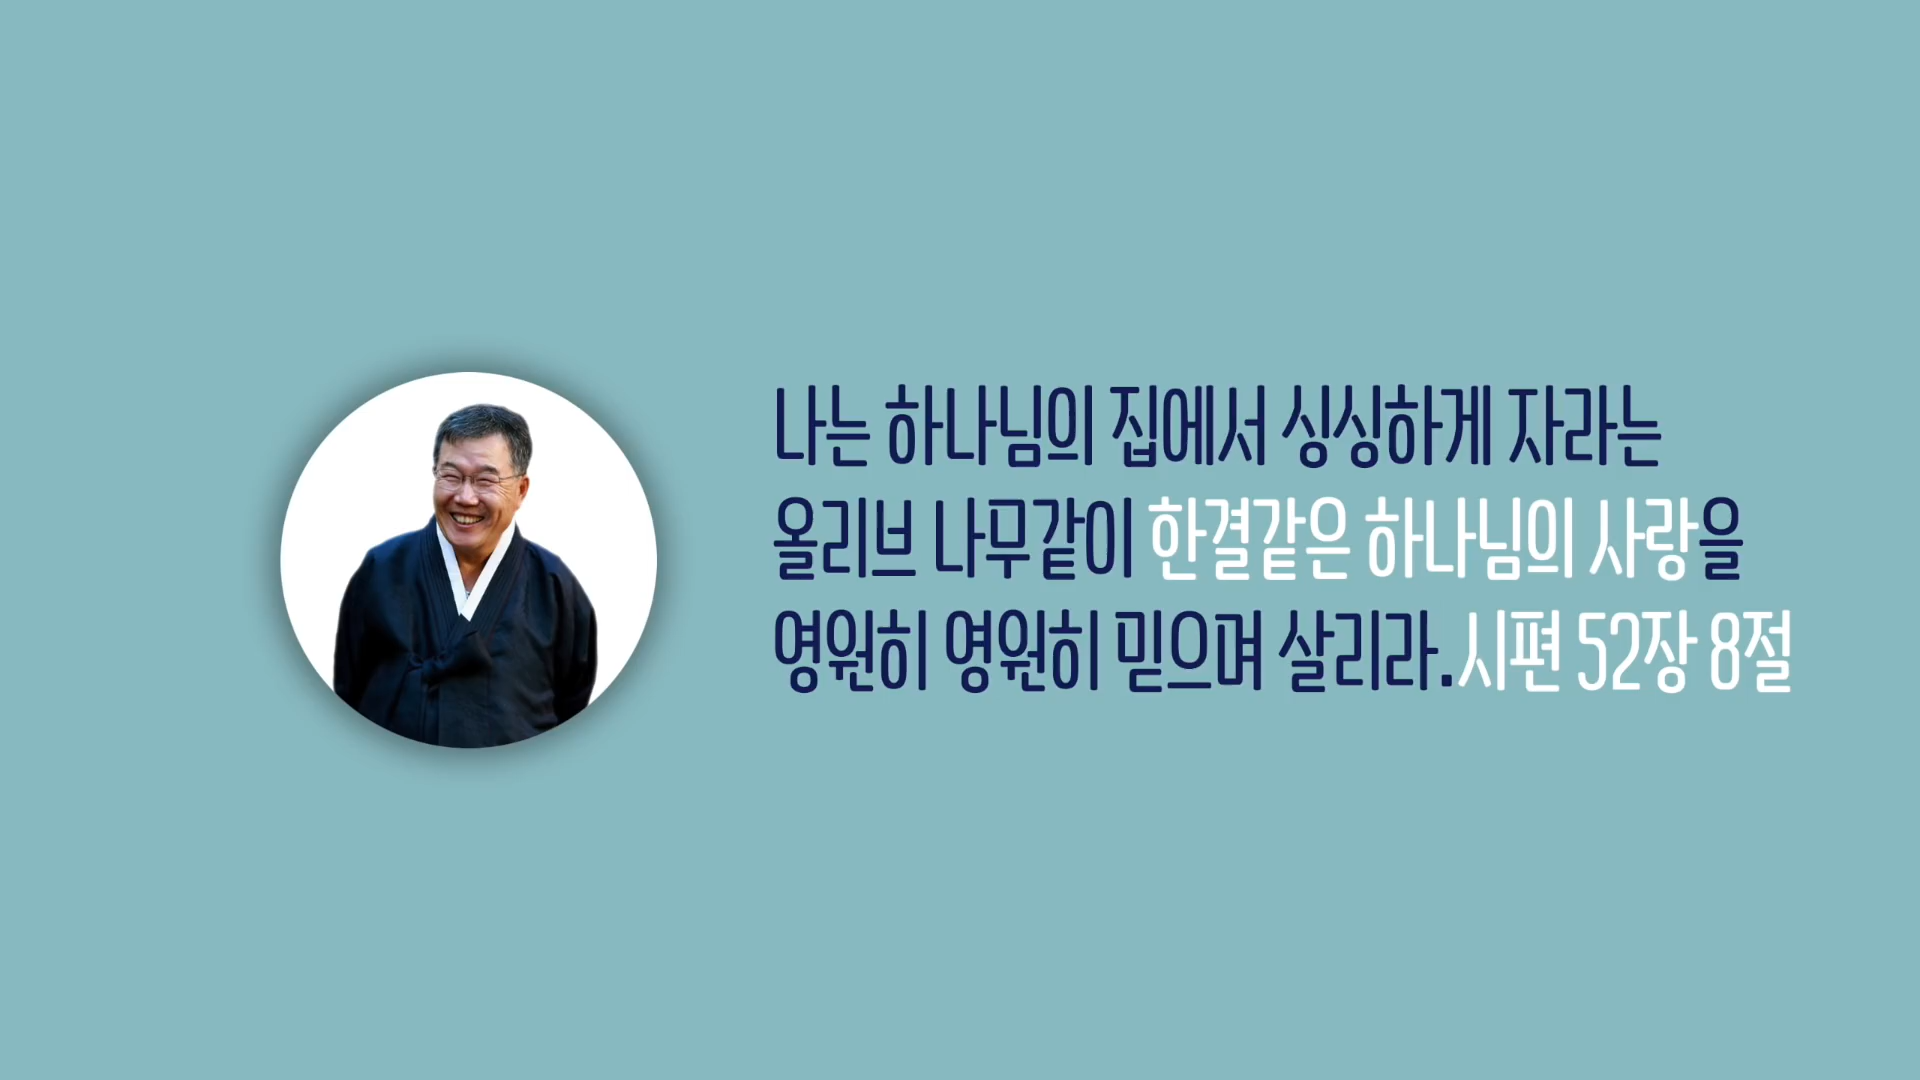 나는 하나님의 집에서 싱싱하게 자라는
올리브 나무같이 한결같은 하나님의 사랑을
영원히 영원히 믿으며 살리라.시편 52장 8절